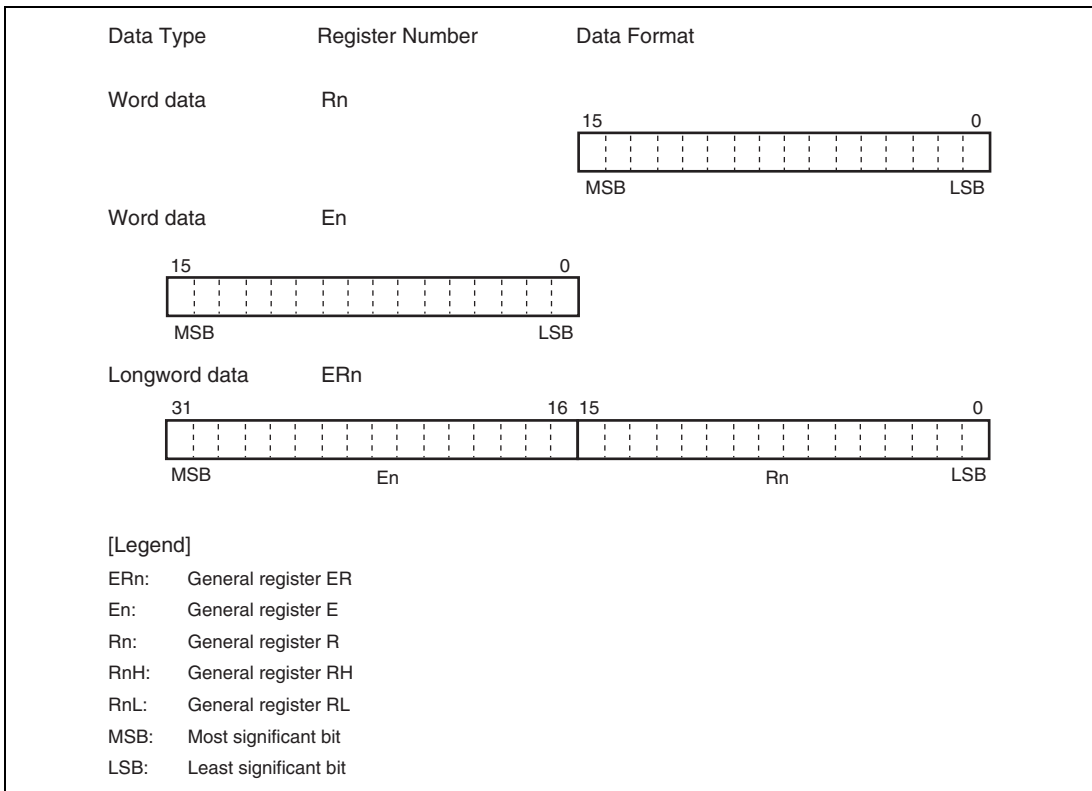 Data Type Register Number Data Format
Word data Rn
15 0
MSB LSB
Word data En
15 0
MSB LSB
Longword data ERn
31 16 15 0
MSB En Rn LSB
[Legend]
ERn: General register ER
En: General register E
Rn: General register R
RnH: General register RH
RnL: General register RL
MSB: Most significant bit
LSB: Least significant bit